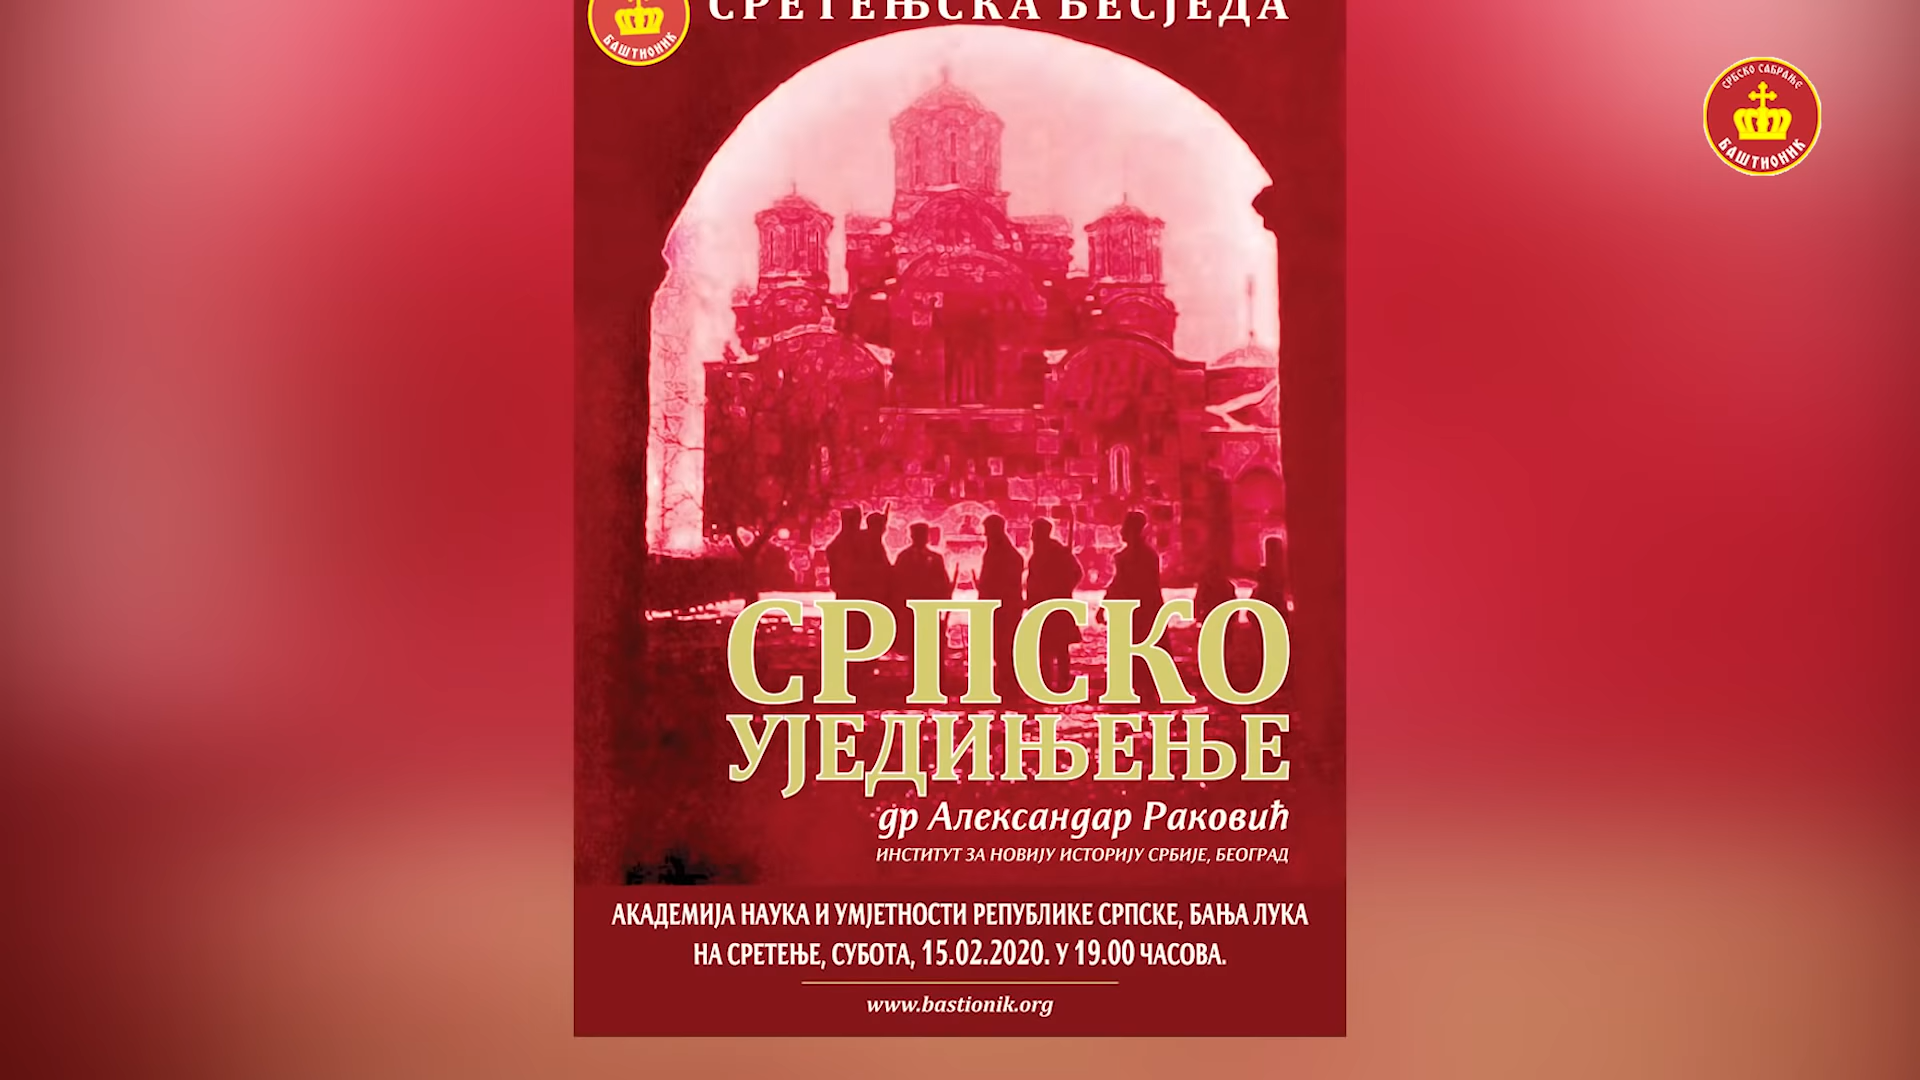 СРЕТЕЊСКА БЕСЈЕДА
БАШТИОНИК
СРБСКО САБРАЊЕ
БАШТИОНИК
СРПСКО
УЈЕДИЊЕЊЕ
др Александар Раковић
ИНСТИТУТ ЗА НОВИЈУ ИСТОРИЈУ СРБИЈЕ, БЕОГРАД
АКАДЕМИЈА НАУКА И УМЈЕТНОСТИ РЕПУБЛИКЕ СРПСКЕ, БАЊА ЛУКА
НА СРЕТЕЊЕ, СУБОТА, 15.02.2020. У 19.00 ЧАСОВА.
www.bastionik.org